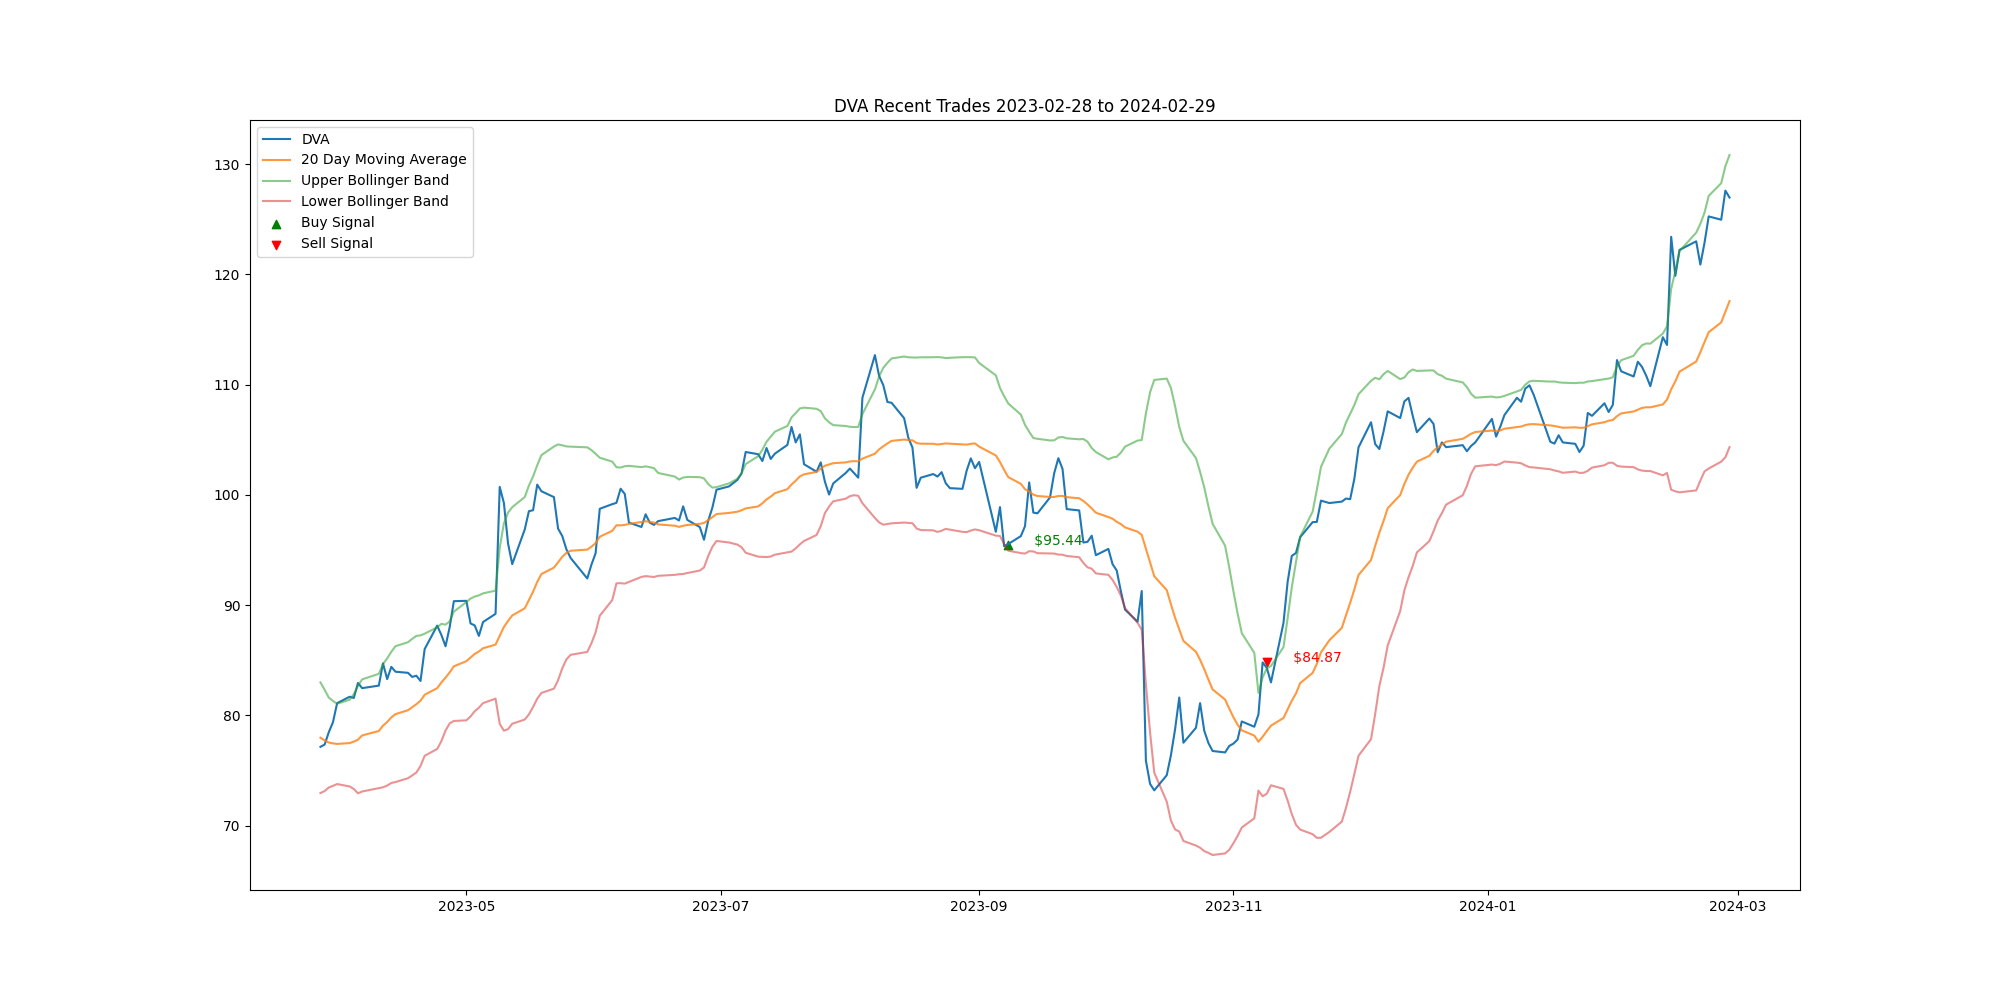 DVA Recent Trades 2023-02-28 to 2024-02-29
DVA
20 Day Moving Average
Upper Bollinger Band
Lower Bollinger Band
Buy Signal
Sell Signal
130
120
110
100
90
80
70
$95.44
$84.87
2023-05
2023-07
2023-09
2023-11
2024-01
2024-03